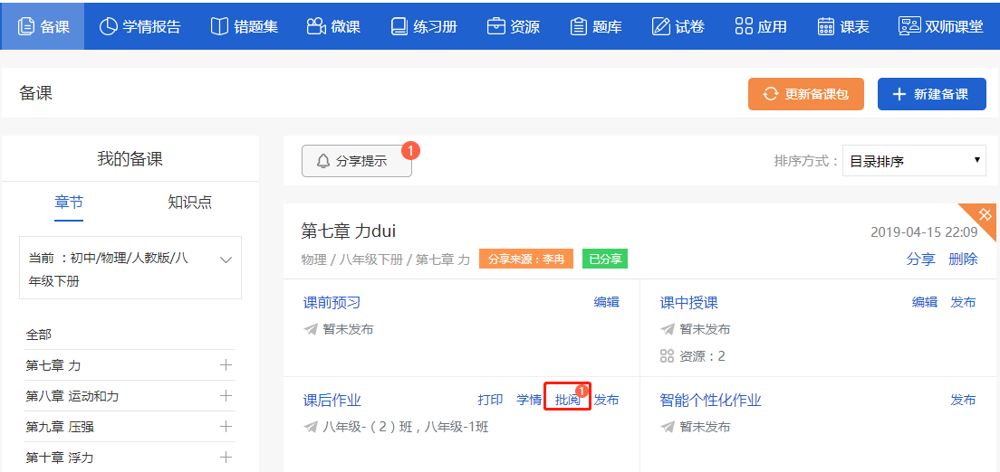 备课 学情报告 错题集 微课 练习册 资源 题库 试卷 应用 课表 双师课堂
备课 更新备课包 新建备课
我的备课
章节 知识点
当前 ：初中/物理/人教版/八
年级下册
全部
第七章 力
第八章 运动和力
第九章 压强
第十章 浮力
分享提示 1 排序方式： 目录排序
第七章 力dui 2019-04-15 22:09
物理 / 八年级下册 / 第七章 力 分享来源：李冉 已分享 分享 删除
课前预习 编辑
暂未发布
课中授课 编辑 发布
暂未发布
资源：2
课后作业 打印 学情 批阅 1 发布
八年级-（2）班，八年级-1班
智能个性化作业 发布
暂未发布